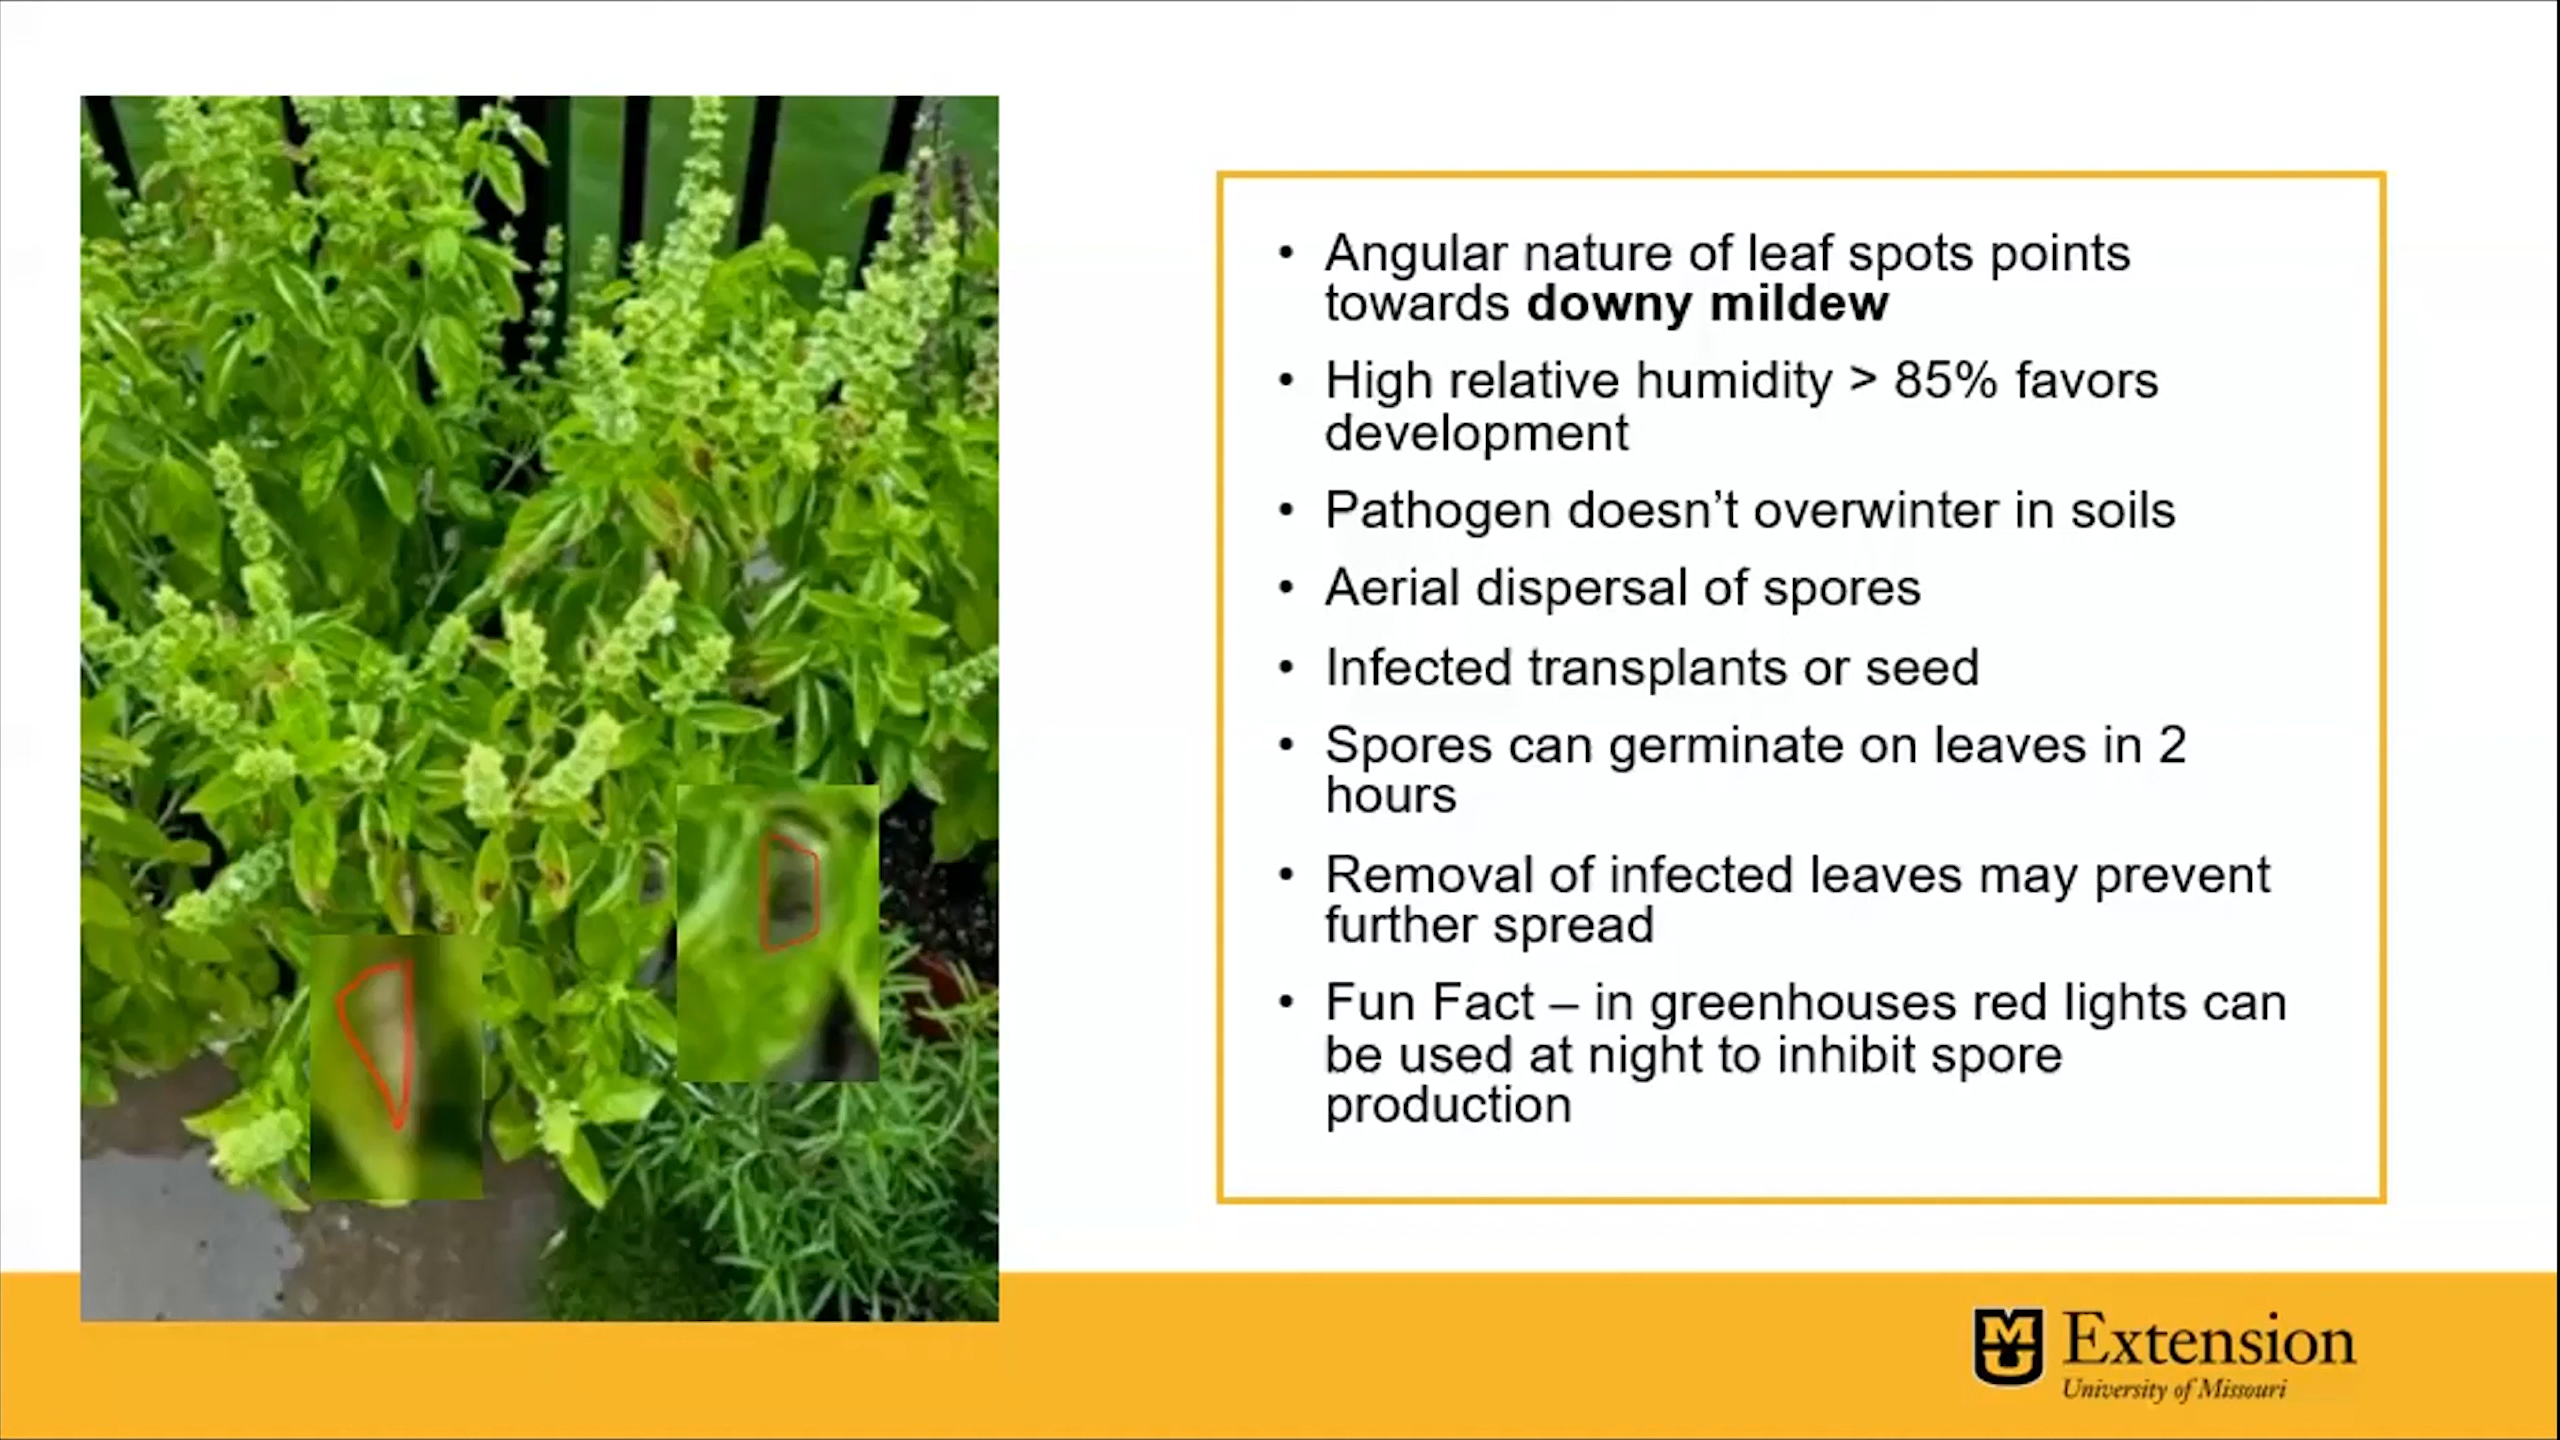 • Angular nature of leaf spots points
towards downy mildew
• High relative humidity > 85% favors
development
• Pathogen doesn’t overwinter in soils
• Aerial dispersal of spores
• Infected transplants or seed
• Spores can germinate on leaves in 2
hours
• Removal of infected leaves may prevent
further spread
• Fun Fact – in greenhouses red lights can
be used at night to inhibit spore
production
MU Extension
University of Missouri